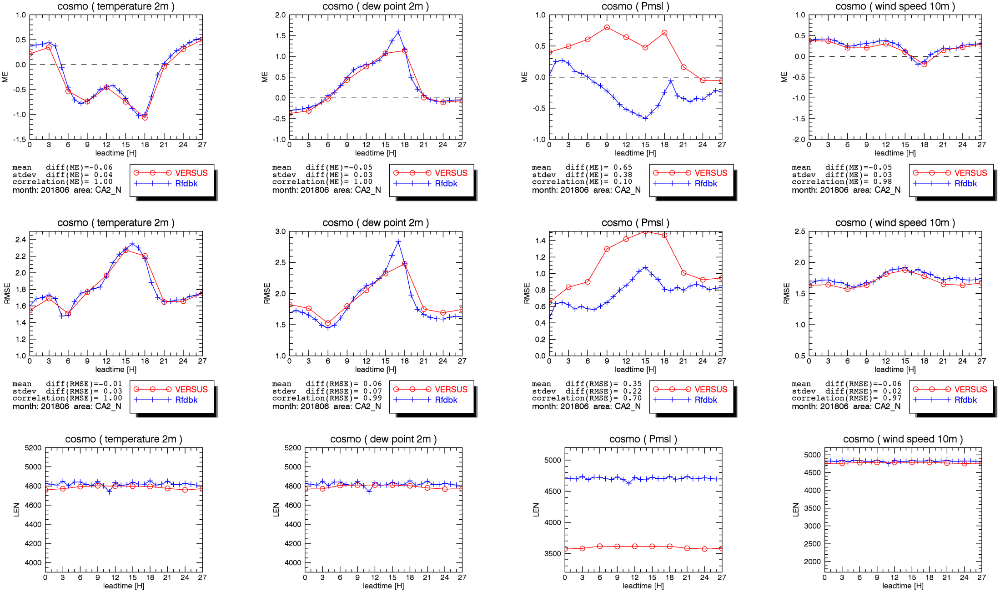 cosmo ( temperature 2m )
1.0
0.5
0.0
-0.5
-1.0
-1.5
ME
0 3 6 9 12 15 18 21 24 27
leadtime [H]
mean diff(ME)=-0.06
stdev diff(ME)= 0.04
correlation(ME)= 1.00
month: 201806 area: CA2_N
VERSUS
Rfdbk
cosmo ( dew point 2m )
2.0
1.5
1.0
0.5
0.0
-0.5
-1.0
ME
0 3 6 9 12 15 18 21 24 27
leadtime [H]
mean diff(ME)=-0.05
stdev diff(ME)= 0.03
correlation(ME)= 1.00
month: 201806 area: CA2_N
VERSUS
Rfdbk
cosmo ( Pmsl )
1.0
0.5
0.0
-0.5
-1.0
ME
0 3 6 9 12 15 18 21 24 27
leadtime [H]
mean diff(ME)= 0.65
stdev diff(ME)= 0.38
correlation(ME)= 0.10
month: 201806 area: CA2_N
VERSUS
Rfdbk
cosmo ( wind speed 10m )
1.0
0.5
0.0
-0.5
-1.0
-1.5
-2.0
ME
0 3 6 9 12 15 18 21 24 27
leadtime [H]
mean diff(ME)=-0.05
stdev diff(ME)= 0.03
correlation(ME)= 0.98
month: 201806 area: CA2_N
VERSUS
Rfdbk
cosmo ( temperature 2m )
2.4
2.2
2.0
1.8
1.6
1.4
1.2
1.0
RMSE
0 3 6 9 12 15 18 21 24 27
leadtime [H]
mean diff(RMSE)=-0.01
stdev diff(RMSE)= 0.03
correlation(RMSE)= 1.00
month: 201806 area: CA2_N
VERSUS
Rfdbk
cosmo ( dew point 2m )
3.0
2.5
2.0
1.5
1.0
RMSE
0 3 6 9 12 15 18 21 24 27
leadtime [H]
mean diff(RMSE)= 0.06
stdev diff(RMSE)= 0.07
correlation(RMSE)= 0.99
month: 201806 area: CA2_N
VERSUS
Rfdbk
cosmo ( Pmsl )
1.4
1.2
1.0
0.8
0.6
0.4
0.2
0.0
RMSE
0 3 6 9 12 15 18 21 24 27
leadtime [H]
mean diff(RMSE)= 0.35
stdev diff(RMSE)= 0.22
correlation(RMSE)= 0.70
month: 201806 area: CA2_N
VERSUS
Rfdbk
cosmo ( wind speed 10m )
2.5
2.0
1.5
1.0
0.5
RMSE
0 3 6 9 12 15 18 21 24 27
leadtime [H]
mean diff(RMSE)=-0.06
stdev diff(RMSE)= 0.02
correlation(RMSE)= 0.97
month: 201806 area: CA2_N
VERSUS
Rfdbk
cosmo ( temperature 2m )
5200
5000
4800
4600
4400
4200
4000
LEN
0 3 6 9 12 15 18 21 24 27
leadtime [H]
cosmo ( dew point 2m )
5200
5000
4800
4600
4400
4200
4000
LEN
0 3 6 9 12 15 18 21 24 27
leadtime [H]
cosmo ( Pmsl )
5000
4500
4000
3500
LEN
0 3 6 9 12 15 18 21 24 27
leadtime [H]
cosmo ( wind speed 10m )
5000
4500
4000
3500
3000
2500
2000
LEN
0 3 6 9 12 15 18 21 24 27
leadtime [H]